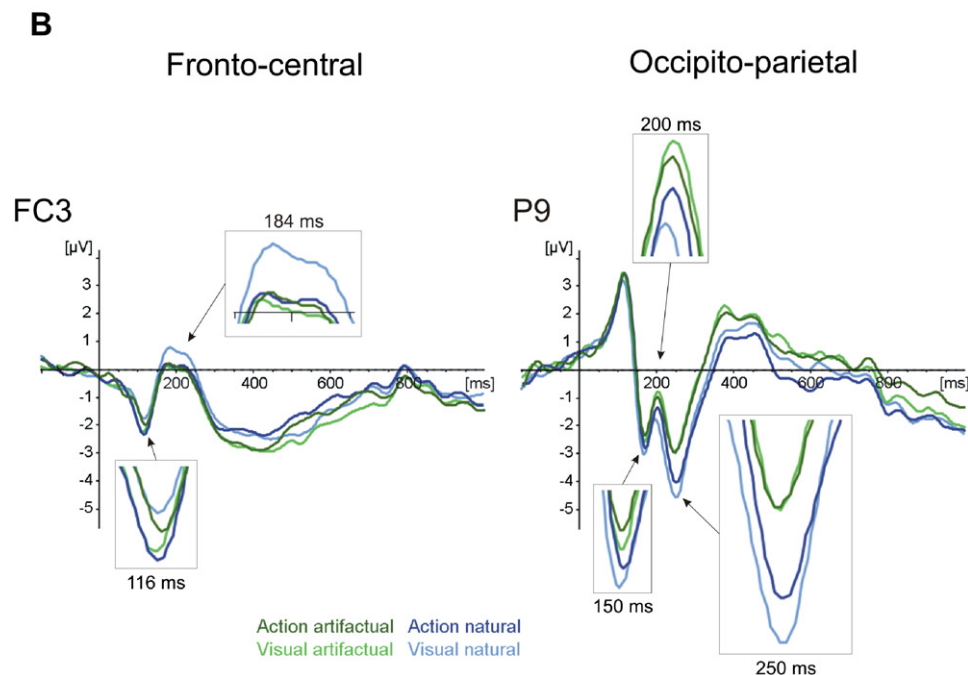 B
Fronto-central
Occipito-parietal
200 ms
FC3
184 ms
P9
[µV]
3
2
1
-1
-2
-3
-4
-5
200
400
600
800
[ms]
116 ms
[µV]
3
2
1
-1
-2
-3
-4
-5
200
400
600
800
[ms]
150 ms
250 ms
Action artifactual Action natural
Visual artifactual Visual natural